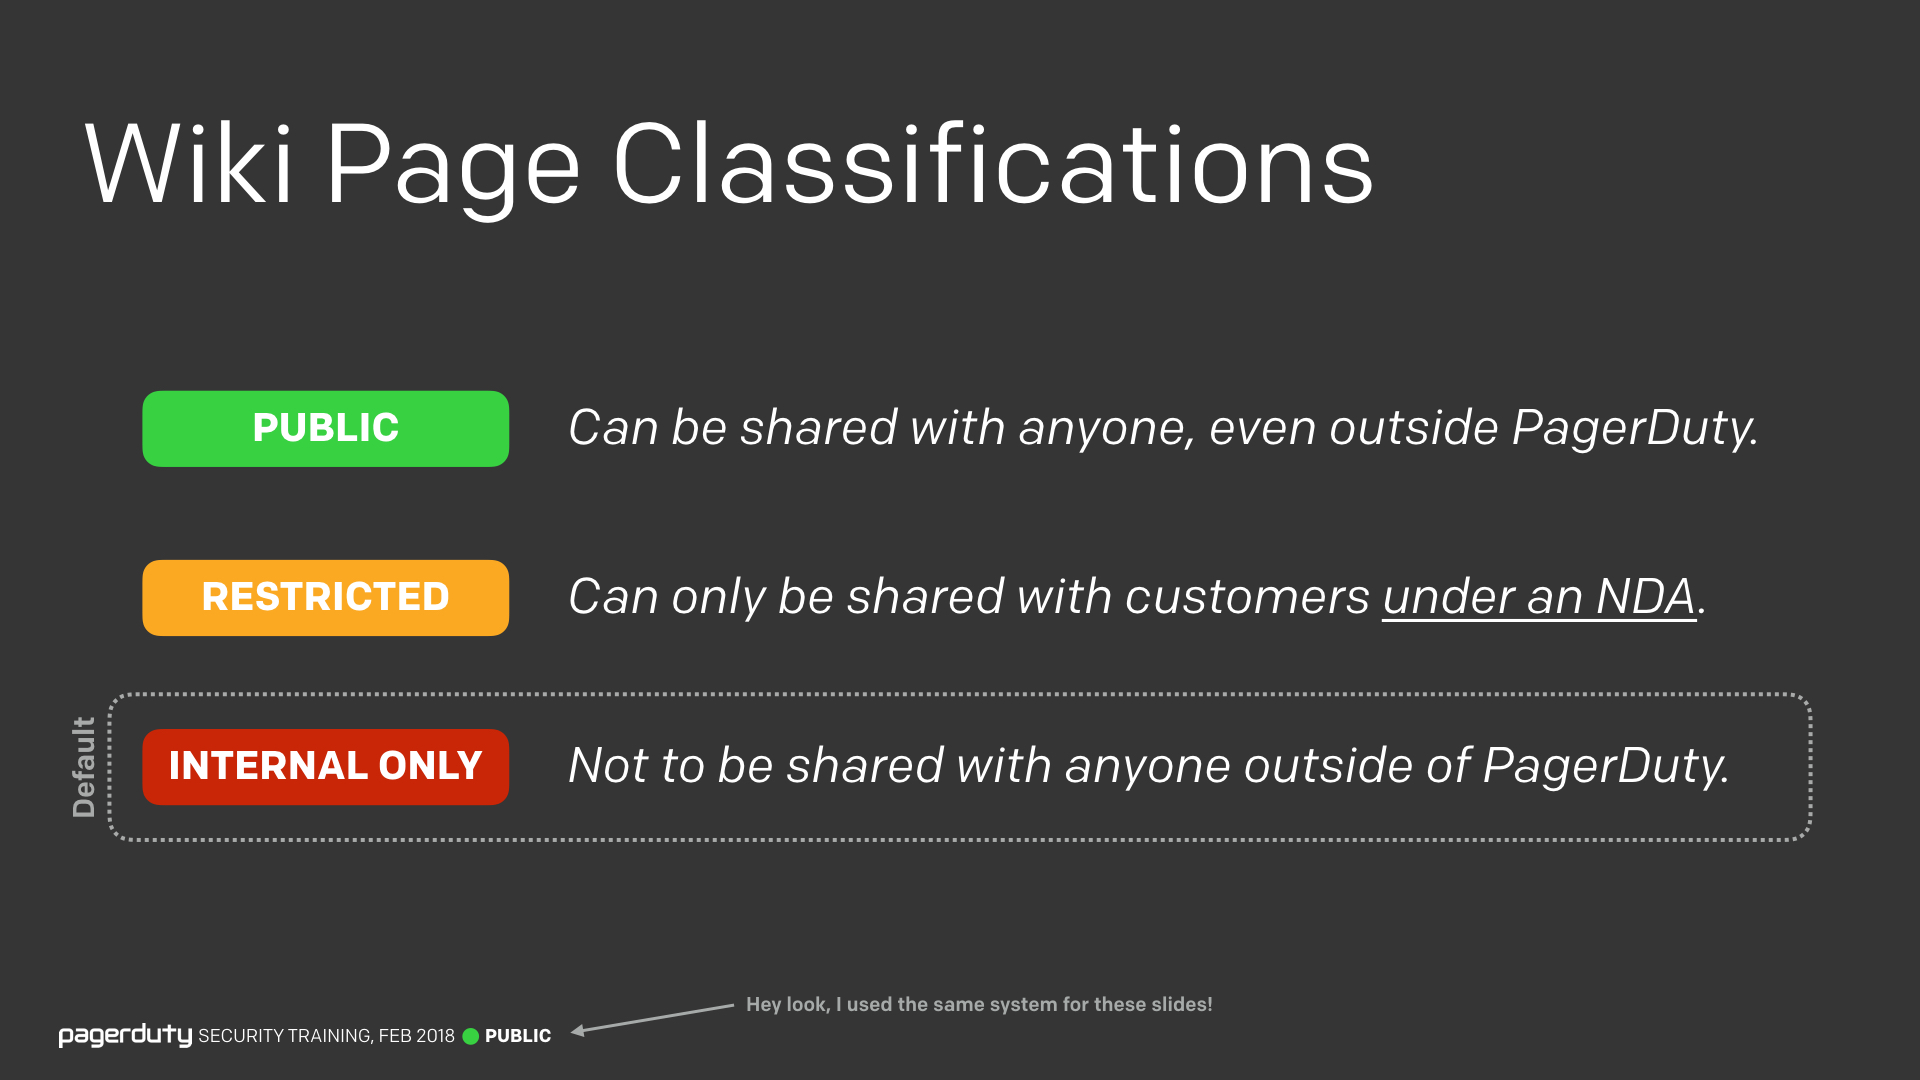 Wiki Page Classifications
PUBLIC Can be shared with anyone, even outside PagerDuty.
RESTRICTED Can only be shared with customers under an NDA.
Default
INTERNAL ONLY Not to be shared with anyone outside of PagerDuty.
Hey look, I used the same system for these slides!
pagerduty SECURITY TRAINING, FEB 2018 PUBLIC